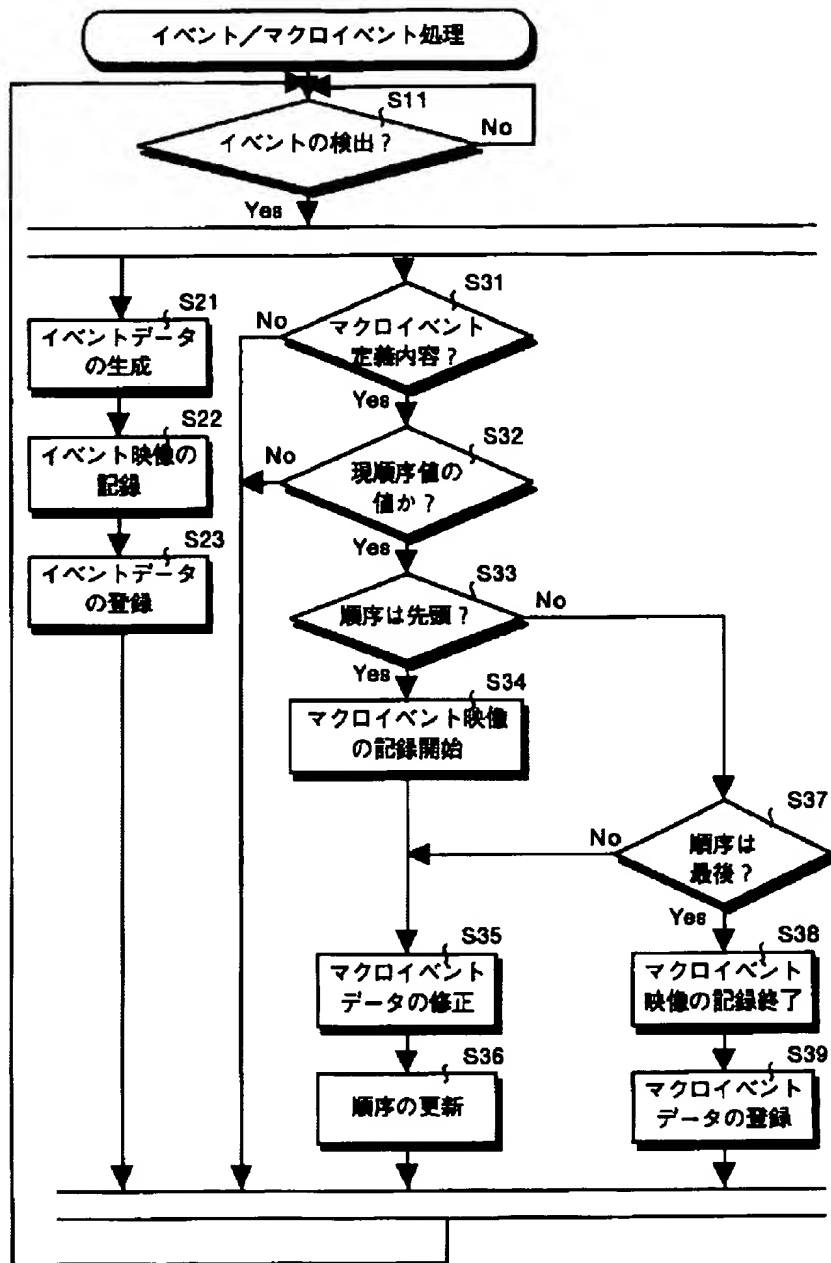 イベント／マクロイベント処理
S11
イベントの検出？
No
Yes
S21
イベントデータ
の生成
S22
イベント映像の
記録
S23
イベントデータ
の登録
S31
No
マクロイベント
定義内容？
Yes
S32
No
現順序値の
値か？
Yes
S33
順序は先頭？
No
Yes
S34
マクロイベント映像
の記録開始
S37
No
順序は
最後？
Yes
S35
マクロイベント
データの修正
S36
順序の更新
S38
マクロイベント
映像の記録終了
S39
マクロイベント
データの登録